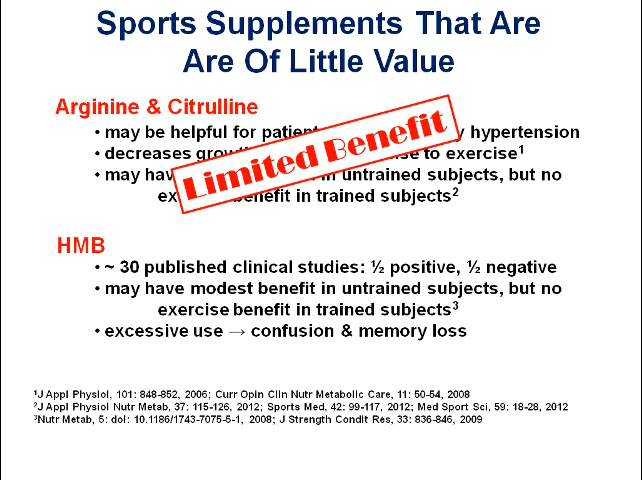 Sports Supplements That Are
Are Of Little Value
Arginine & Citrulline
• may be helpful for hypertension
• decreases to exercise¹
• may in untrained subjects, but no
benefit in trained subjects²
Limited Benefit
HMB
• ~ 30 published clinical studies: ½ positive, ½ negative
• may have modest benefit in untrained subjects, but no
exercise benefit in trained subjects³
• excessive use → confusion & memory loss
¹J Appl Physiol, 101: 848-852, 2006; Curr Opin Clin Nutr Metabolic Care, 11: 50-54, 2008
²J Appl Physiol Nutr Metab, 37: 115-126, 2012; Sports Med, 42: 99-117, 2012; Med Sport Sci, 59: 18-28, 2012
³Nutr Metab, 5: doi: 10.1186/1743-7075-5-1, 2008; J Strength Condit Res, 33: 836-846, 2009